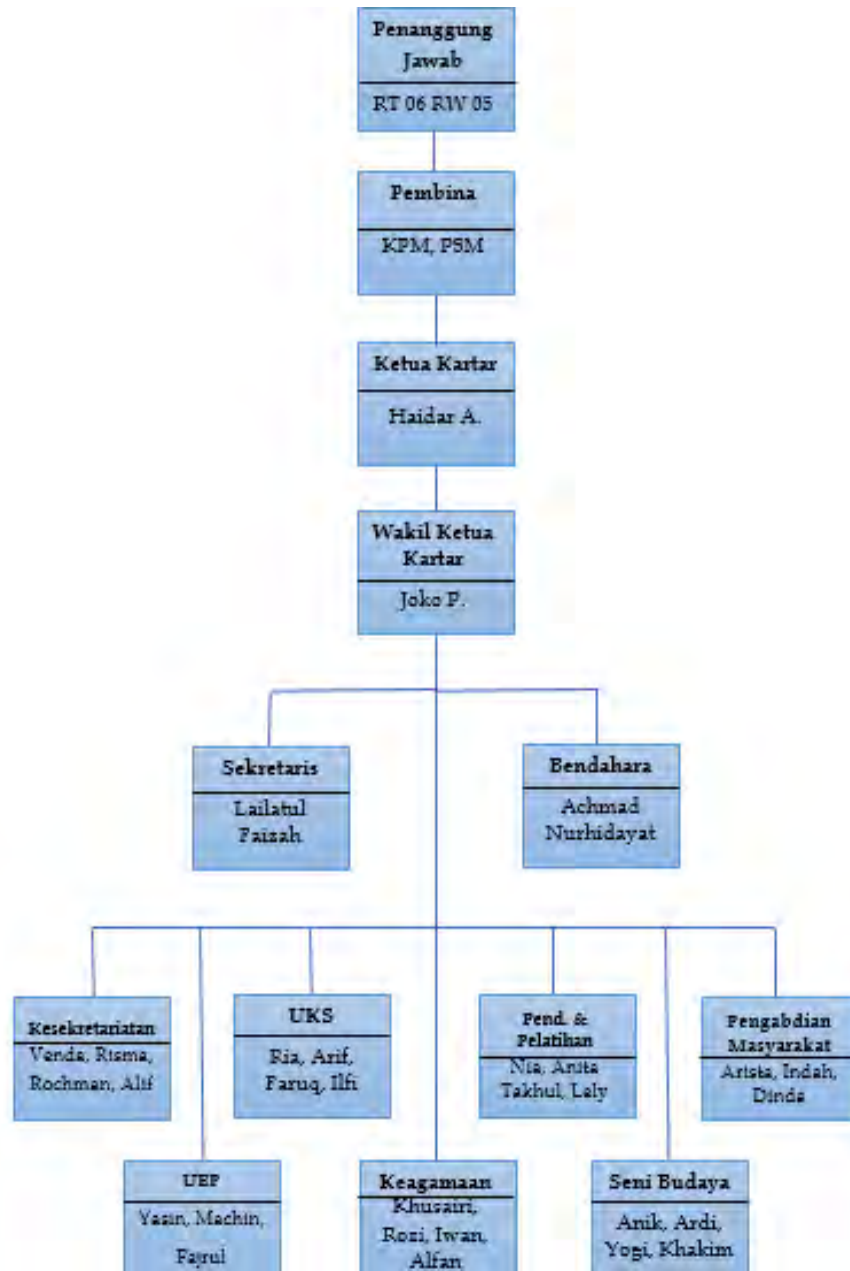 Penanggung
Jawab
RT 06 RW 05
Pembina
KPM, PSM
Ketua Kartar
Haidar A.
Wakil Ketua
Kartar
Joko P.
Sekretaris
Lailatul
Faizah
Bendahara
Achmad
Nurhidayat
Kesekretariatan
Venda, Risma,
Rochman, Alif
UKS
Ria, Arif,
Faruq, Ilfi
Pend. &
Pelatihan
Nia, Anita
Takhul, Lely
Pengabdian
Masyarakat
Arista, Indah,
Dinda
UEP
Yasin, Machin,
Fajrul
Keagamaan
Khusairi,
Rozi, Iwan,
Alfan
Seni Budaya
Anik, Ardi,
Yogi, Khakim